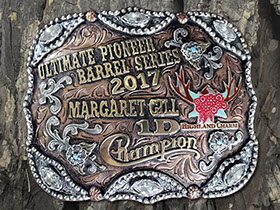 ULTIMATE PIONEER
BARREL SERIES
2017
MARGARET GILL
HIGHLAND CHARM
1D
Champion